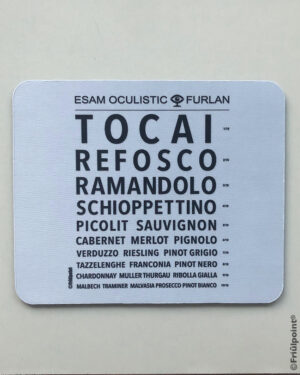 ESAM OCULISTIC FURLAN
TOCAI
REFOSCO
RAMANDOLO
SCHIOPPETTINO
PICOLIT SAUVIGNON
CABERNET MERLOT PIGNOLO
VERDUZZO RIESLING PINOT GRIGIO
TAZZELENGHE FRANCONIA PINOT NERO
CHARDONNAY MULLER THURGAU RIBOLLA GIALLA
MALBECH TRAMINER MALVASIA PROSECCO PINOT BIANCO
©Friûlpoint®